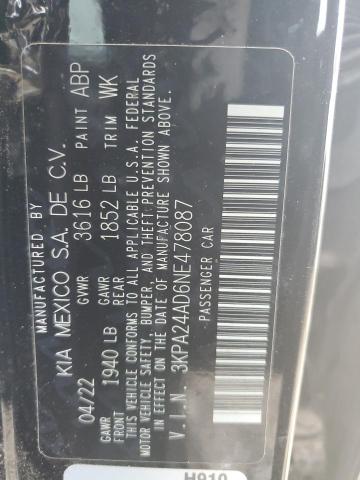 MANUFACTURED BY
KIA MEXICO S.A. DE C.V.
04/22 GVWR 3616 LB PAINT ABP
GAWR FRONT 1940 LB GAWR REAR 1852 LB TRIM WK
THIS VEHICLE CONFORMS TO ALL APPLICABLE U.S.A. FEDERAL
MOTOR VEHICLE SAFETY, BUMPER, AND THEFT-PREVENTION STANDARDS
IN EFFECT ON THE DATE OF MANUFACTURE SHOWN ABOVE.
V.I.N. 3KPA24AD6NE478087
PASSENGER CAR
H910